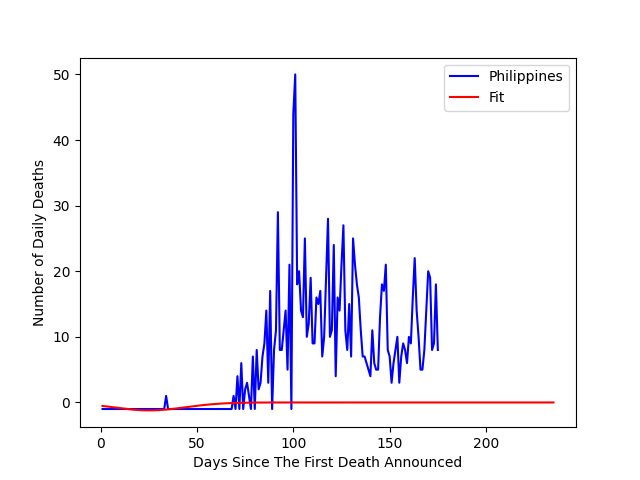 Philippines
Fit
50
40
30
20
10
0
Number of Daily Deaths
0 50 100 150 200
Days Since The First Death Announced